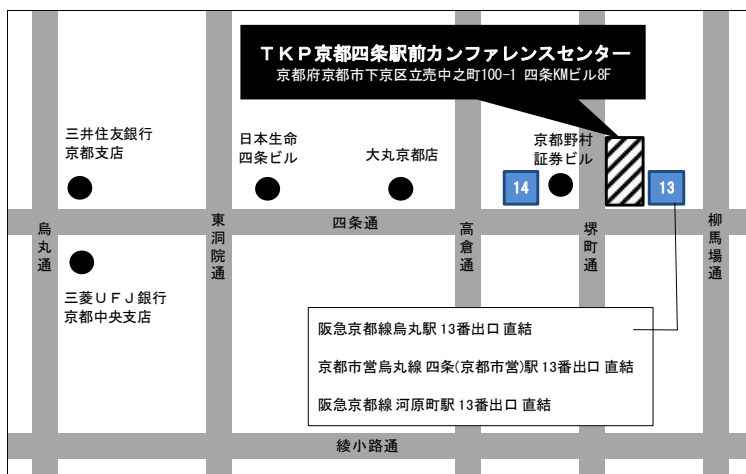 ＴＫＰ京都四条駅前カンファレンスセンター
京都府京都市下京区立売中之町100-1 四条KMビル8F
三井住友銀行
京都支店
日本生命
四条ビル
大丸京都店
京都野村
証券ビル
14
13
烏丸通
東洞院通
四条通
高倉通
堺町通
柳馬場通
三菱ＵＦＪ銀行
京都中央支店
阪急京都線烏丸駅 13番出口 直結
京都市営烏丸線 四条(京都市営)駅 13番出口 直結
阪急京都線 河原町駅 13番出口 直結
綾小路通